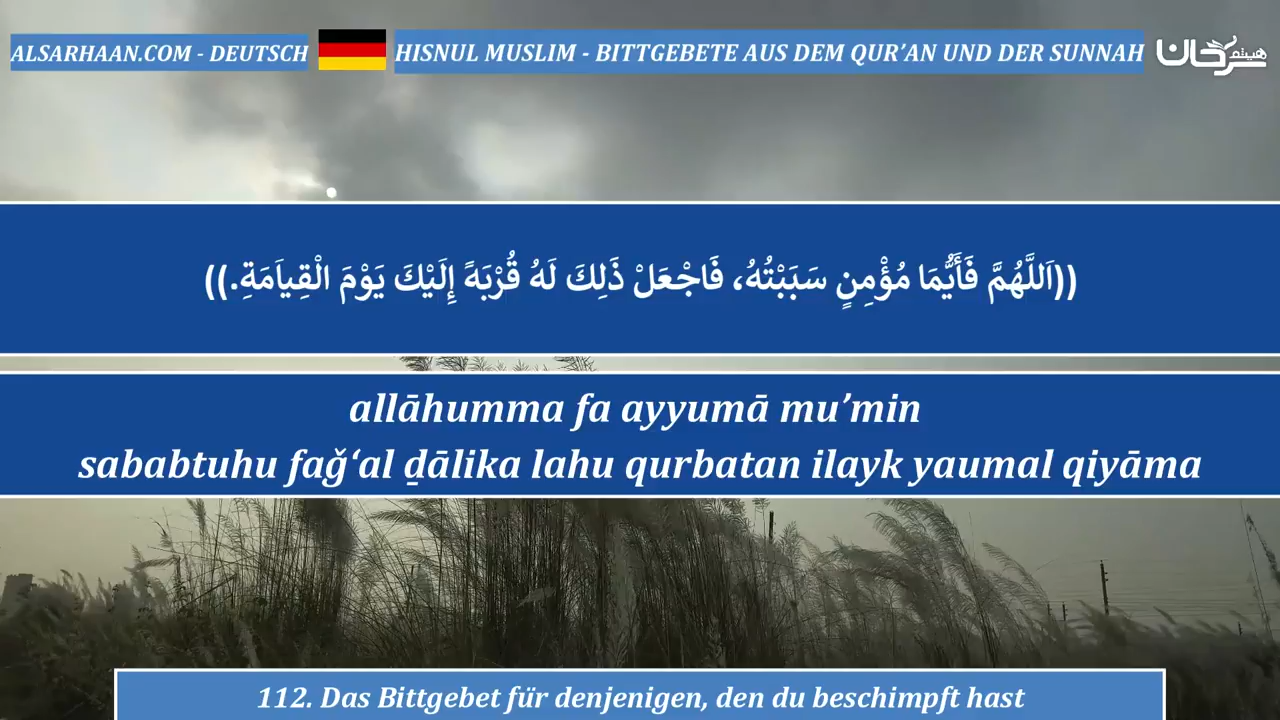 ALSARHAAN.COM - DEUTSCH
HISNUL MUSLIM - BITTGEBETE AUS DEM QUR’AN UND DER SUNNAH
هيثم سرحان
((اَللَّهُمَّ فَأَيُّمَا مُؤْمِنٍ سَبَبْتُهُ، فَاجْعَلْ ذَلِكَ لَهُ قُرْبَةً إِلَيْكَ يَوْمَ الْقِيَامَةِ.))
allāhumma fa ayyumā mu’min
sababtuhu fağ‘al ḏālika lahu qurbatan ilayk yaumal qiyāma
112. Das Bittgebet für denjenigen, den du beschimpft hast